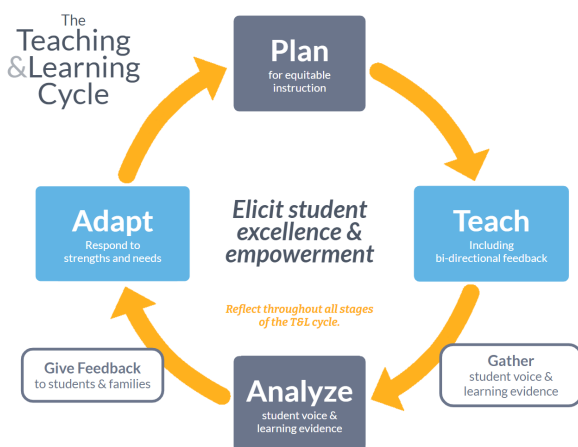 The
Teaching
&Learning
Cycle
Plan
for equitable
instruction
Adapt
Respond to
strengths and needs
Elicit student
excellence &
empowerment
Teach
Including
bi-directional feedback
Reflect throughout all stages
of the T&L cycle.
Give Feedback
to students & families
Gather
student voice &
learning evidence
Analyze
student voice &
learning evidence